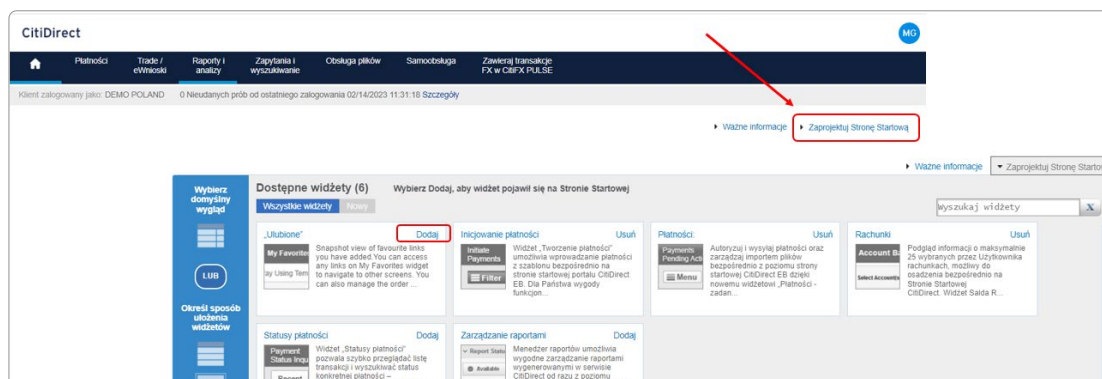 CitiDirect
MG
Płatności
Trade /
eWnioski
Raporty i
analizy
Zapytania i
wyszukiwanie
Obsługa plików
Samoobsługa
Zawieraj transakcje
FX w CitiFX PULSE
Klient zalogowany jako: DEMO POLAND 0 Nieudanych prób od ostatniego zalogowania 02/14/2023 11:31:18 Szczegóły
Ważne informacje Zaprojektuj Stronę Startową
Ważne informacje Zaprojektuj Stronę Startow
Wybierz
domyślny
wygląd
LUB
Określ sposób
ułożenia
widżetów
Dostępne widżety (6) Wybierz Dodaj, aby widżet pojawił się na Stronie Startowej
Wszystkie widżety Nowy
Wyszukaj widżety X
„Ulubione" Dodaj
My Favorites
ay Using Tem
Snapshot view of favourite links
you have added.You can access
any links on My Favorites widget
to navigate to other screens. You
can also manage the order ...
Inicjowanie płatności Usuń
Initiate
Payments
Filter
Widżet „Tworzenie płatności"
umożliwia wprowadzanie płatności
z szablonu bezpośrednio na
stronie startowej portalu CitiDirect
EB. Dla Państwa wygody
funkcjon...
Płatności: Usuń
Payments
Pending Acti
Menu
Autoryzuj i wysyłaj płatności oraz
zarządzaj importem plików
bezpośrednio z poziomu strony
startowej CitiDirect EB dzięki
nowemu widżetowi „Płatności -
zadan...
Rachunki Usuń
Account B
Select Account(s
Podgląd informacji o maksymalnie
25 wybranych przez Użytkownika
rachunkach, możliwy do
osadzenia bezpośrednio na
Stronie Startowej
CitiDirect. Widżet Salda R...
Statusy płatności Dodaj
Payment
Status Inqu
Recent
Widżet „Statusy płatności"
pozwala szybko przeglądać listę
transakcji i wyszukiwać status
konkretnej płatności –
Zarządzanie raportami Dodaj
Report Statu
Available
Menedżer raportów umożliwia
wygodne zarządzanie raportami
wygenerowanymi w serwisie
CitiDirect od razu z poziomu